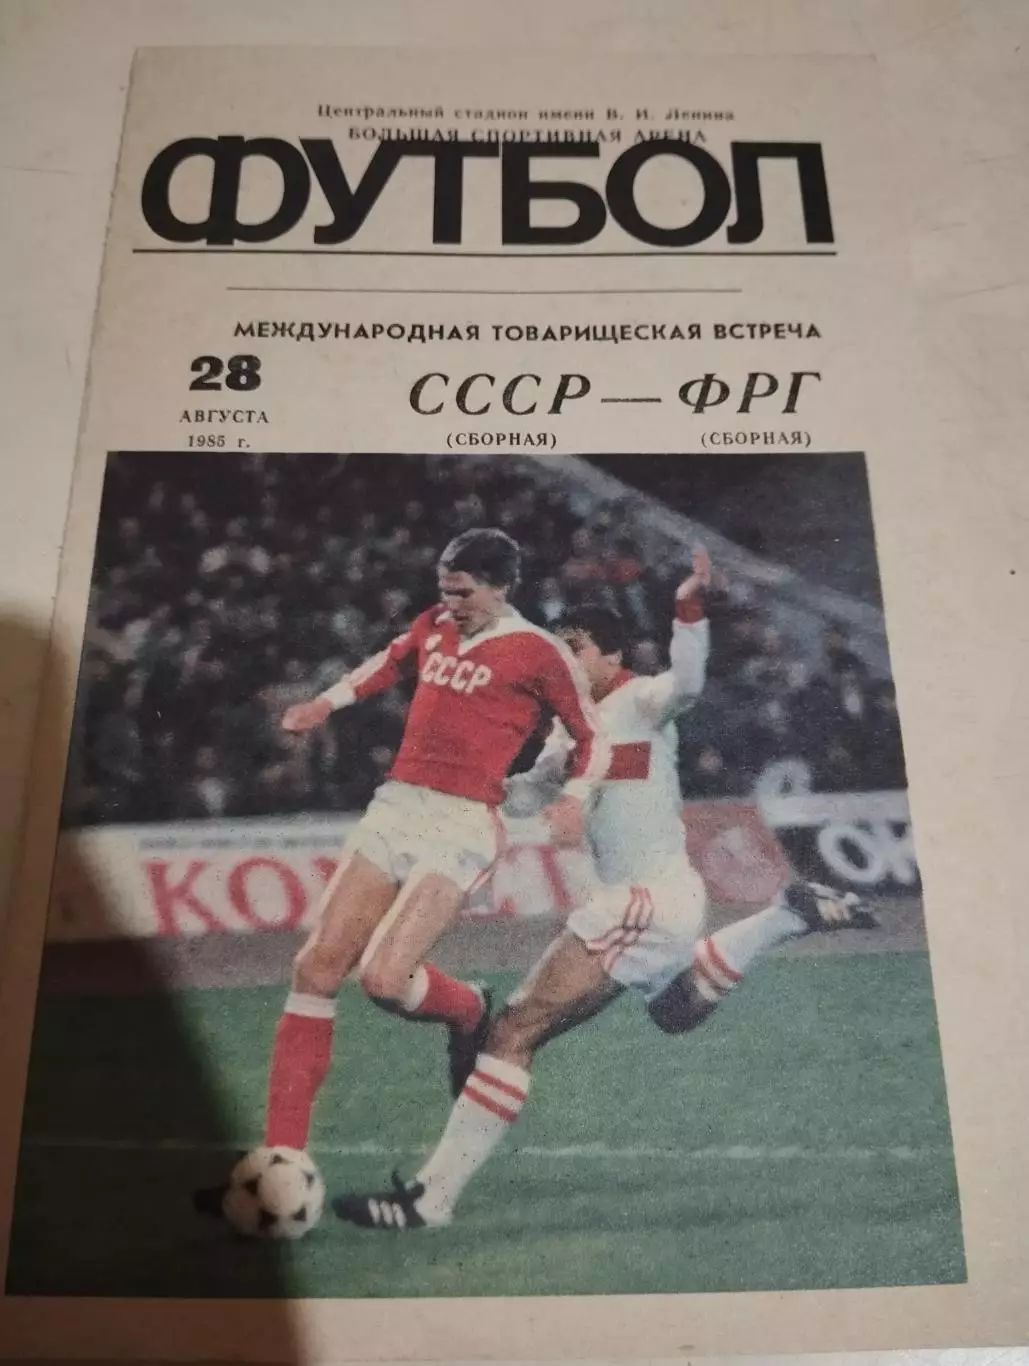 Центральный стадион имени В. И. Ленина
БОЛЬШАЯ СПОРТИВНАЯ АРЕНА
ФУТБОЛ
МЕЖДУНАРОДНАЯ ТОВАРИЩЕСКАЯ ВСТРЕЧА
28
АВГУСТА
1985 г.
СССР — ФРГ
(СБОРНАЯ) (СБОРНАЯ)
СССР